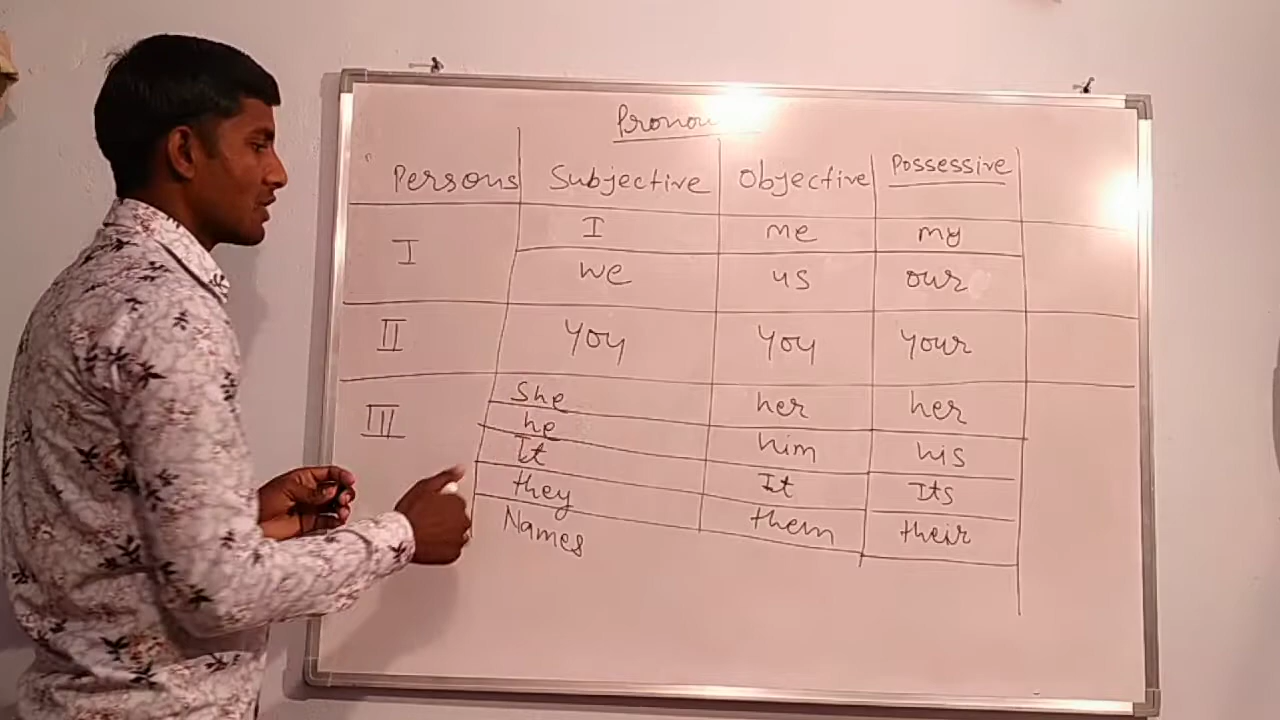 Pronou
Persons Subjective Objective Possessive
I I me my
we us our
II you you your
III She her her
he him his
It It Its
they them their
Names